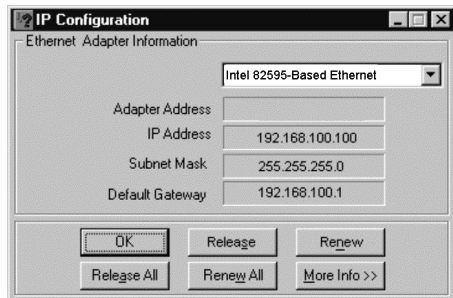 IP Configuration
Ethernet Adapter Information
Intel 82595-Based Ethernet
Adapter Address
IP Address 192.168.100.100
Subnet Mask 255.255.255.0
Default Gateway 192.168.100.1
OK Release Renew
Release All Renew All More Info >>